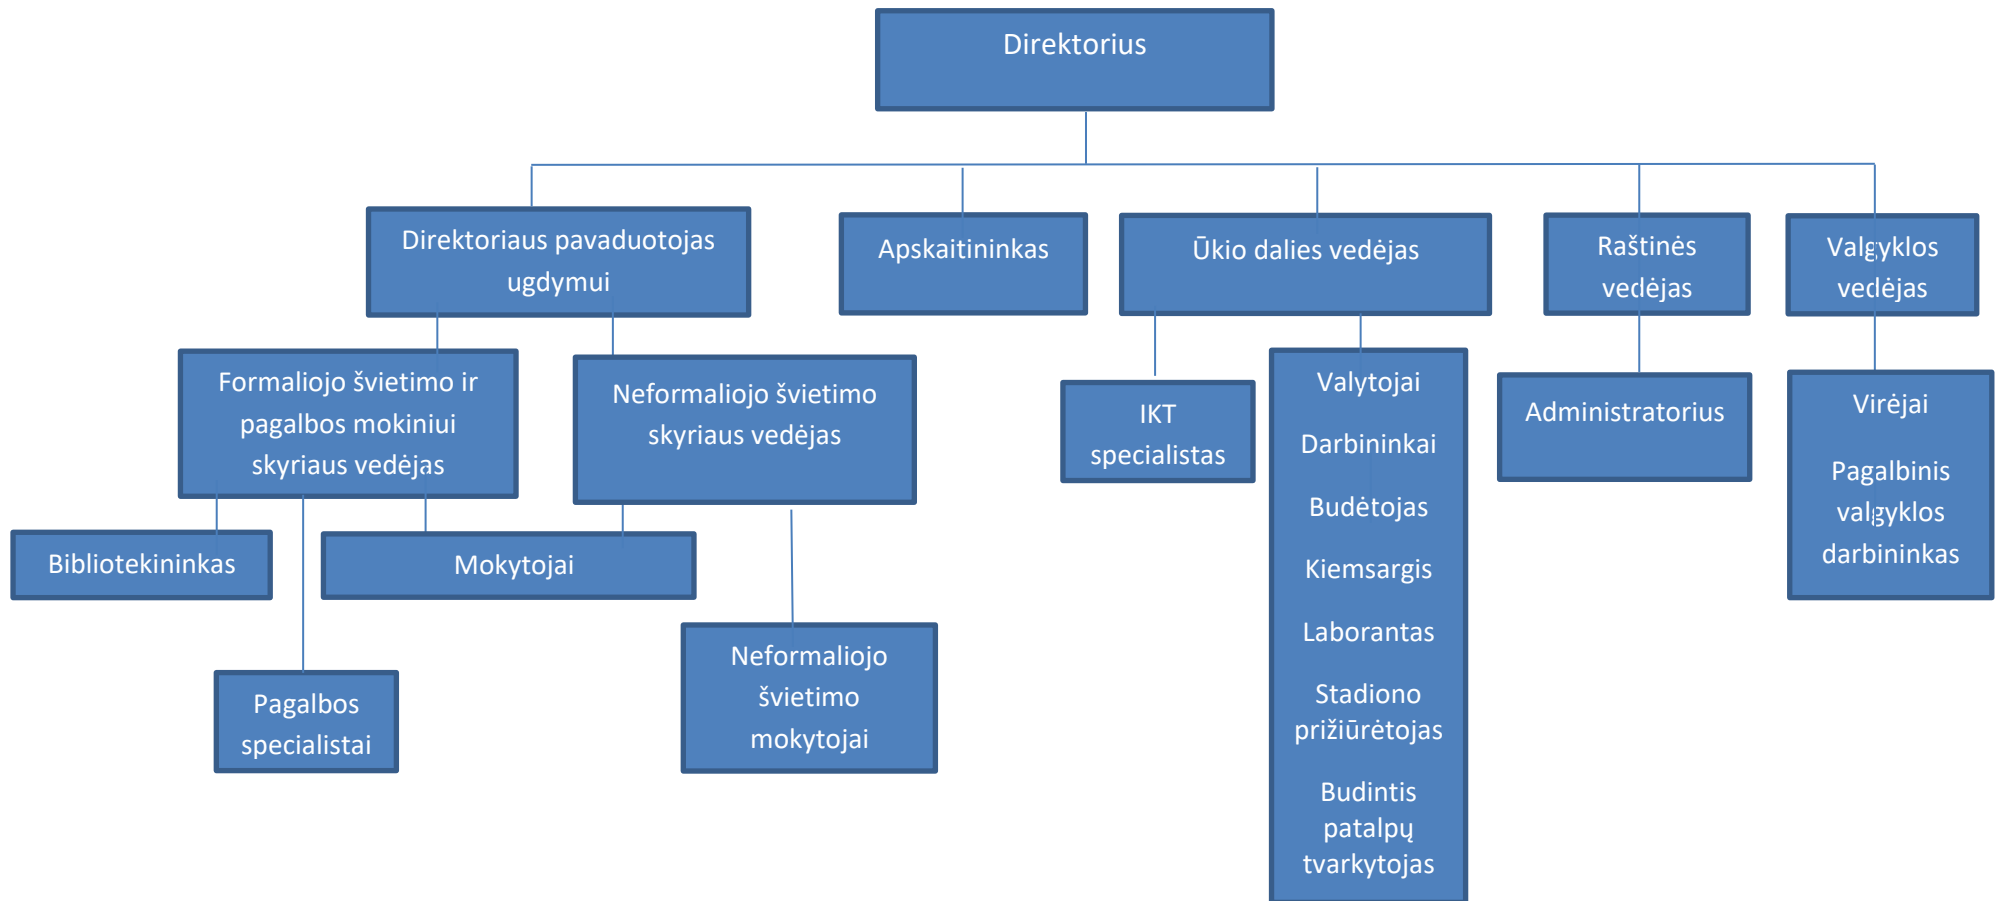 Direktorius
Direktoriaus pavaduotojas
ugdymui
Apskaitininkas
Ūkio dalies vedėjas
Raštinės
vedėjas
Valgyklos
vedėjas
Formaliojo švietimo ir
pagalbos mokiniui
skyriaus vedėjas
Neformaliojo švietimo
skyriaus vedėjas
IKT
specialistas
Valytojai
Darbininkai
Budėtojas
Kiemsargis
Laborantas
Stadiono
prižiūrėtojas
Budintis
patalpų
tvarkytojas
Administratorius
Virėjai
Pagalbinis
valgyklos
darbininkas
Bibliotekininkas
Mokytojai
Pagalbos
specialistai
Neformaliojo
švietimo
mokytojai